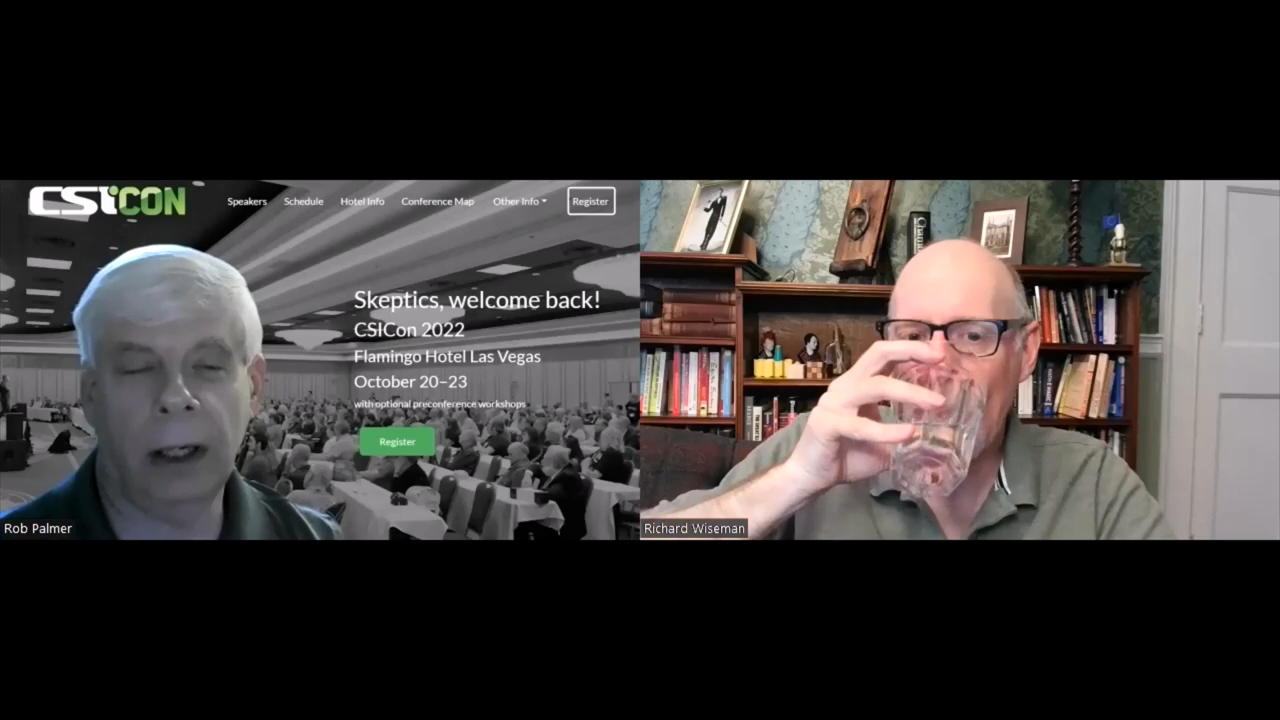 CSICON
Speakers Schedule Hotel Info Conference Map Other Info Register
Skeptics, welcome back!
CSICon 2022
Flamingo Hotel Las Vegas
October 20–23
with optional preconference workshops
Register
Rob Palmer
Richard Wiseman